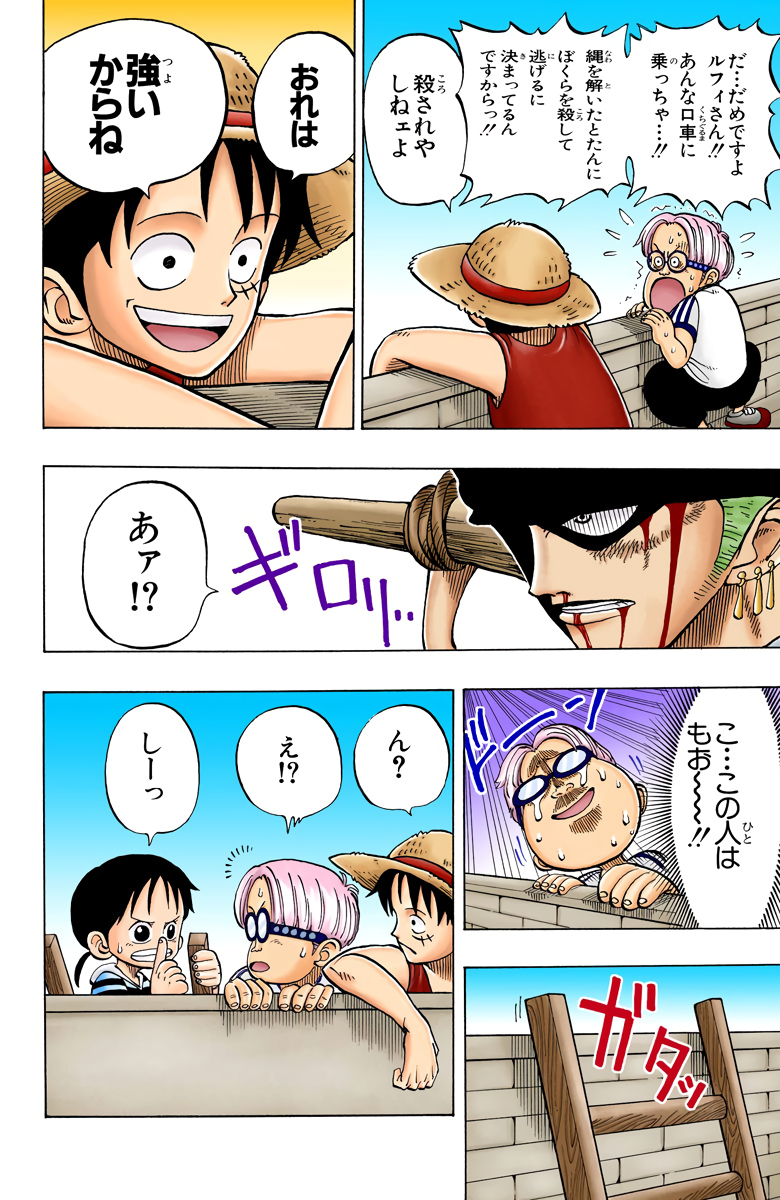 だ…だめですよ
ルフィさん!!
あんな口車に
乗っちゃ…!!
縄を解いたとたんに
ぼくらを殺して
逃げるに
決まってるん
ですからっ!!
殺されや
しねェよ
おれは
強い
からね
ギロリ…
あァ!?
こ…この人は
もお～～～!!
ドーン
ガタッ
ん?
え!?
しーっ